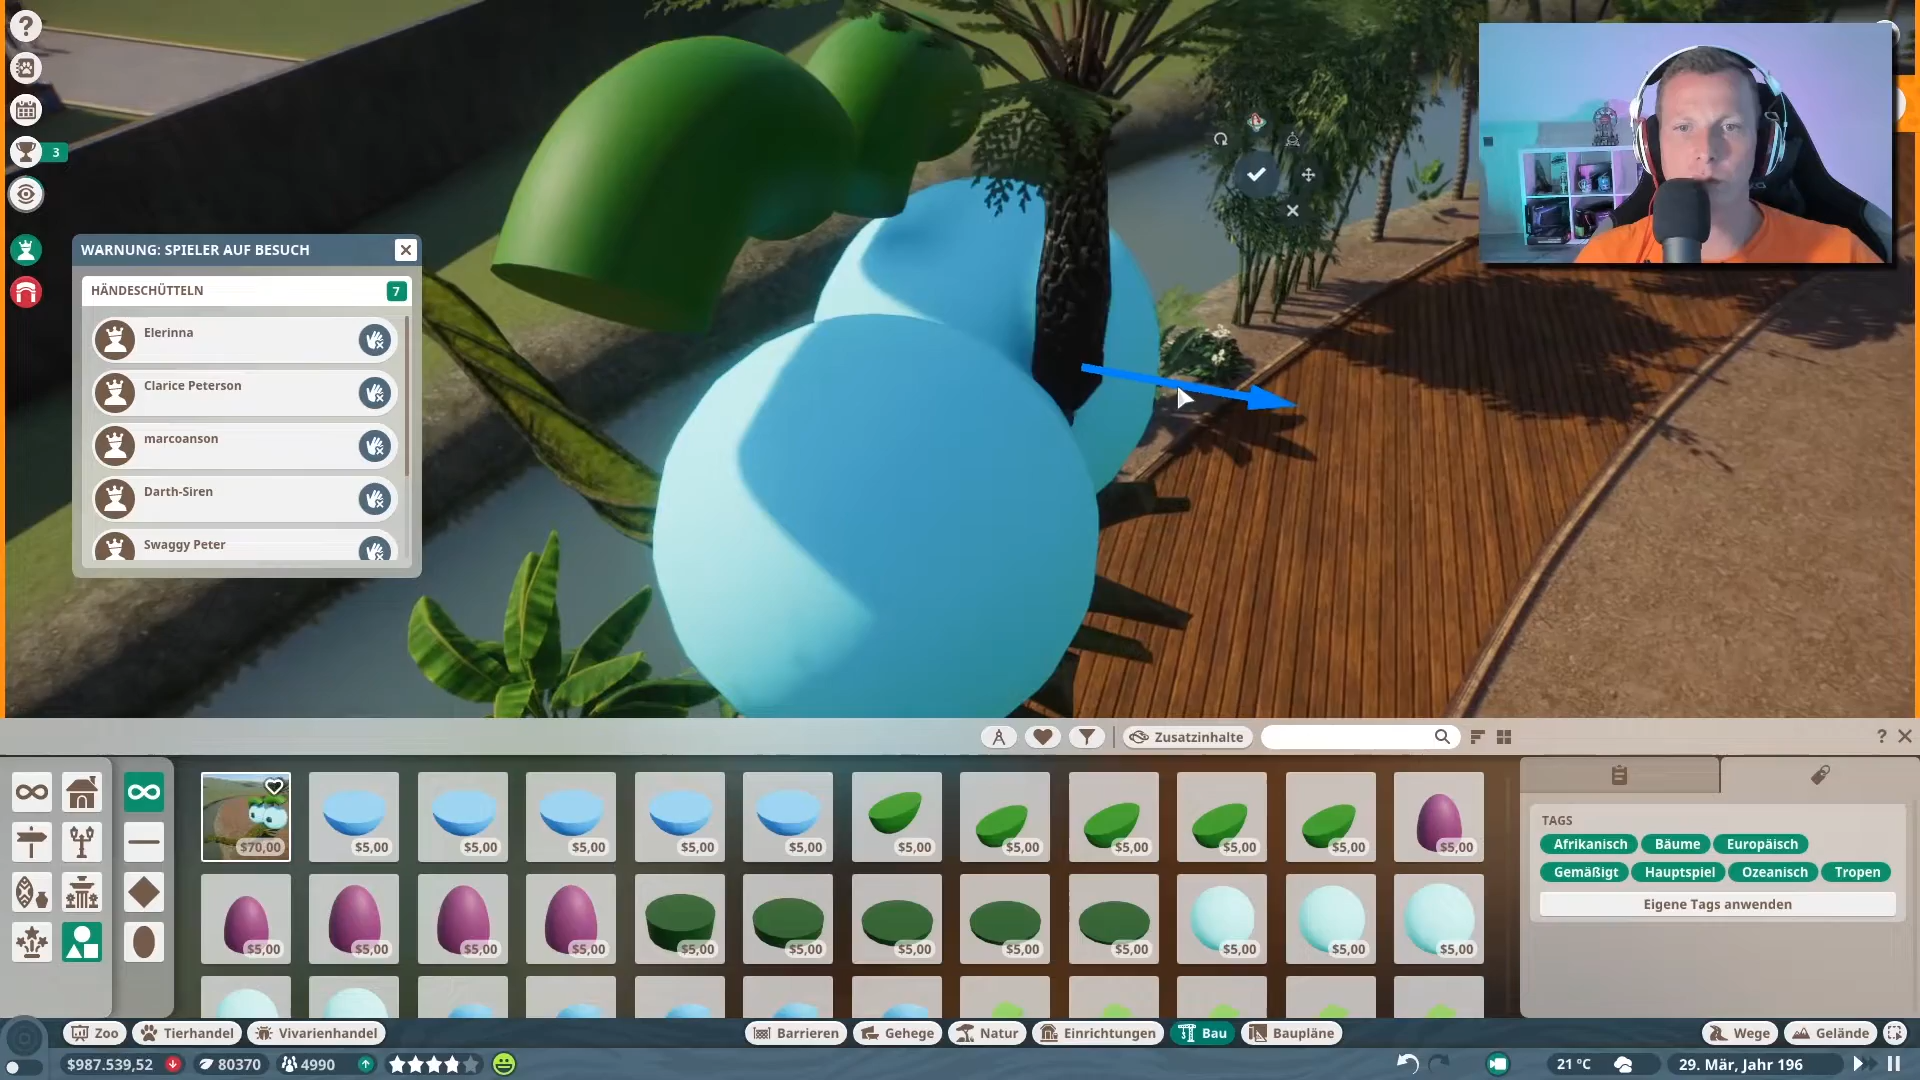 3
WARNUNG: SPIELER AUF BESUCH
HÄNDESCHÜTTELN
7
Elerinna
Clarice Peterson
marcoanson
Darth-Siren
Swaggy Peter
Zusatzinhalte
?
$70,00 $5,00 $5,00 $5,00 $5,00 $5,00 $5,00 $5,00 $5,00 $5,00 $5,00 $5,00
$5,00 $5,00 $5,00 $5,00 $5,00 $5,00 $5,00 $5,00 $5,00 $5,00 $5,00 $5,00
TAGS
Afrikanisch Bäume Europäisch
Gemäßigt Hauptspiel Ozeanisch Tropen
Eigene Tags anwenden
Zoo Tierhandel Vivarienhandel Barrieren Gehege Natur Einrichtungen Bau Baupläne Wege Gelände
$987.539,52 80370 4990 21 °C 29. Mär, Jahr 196